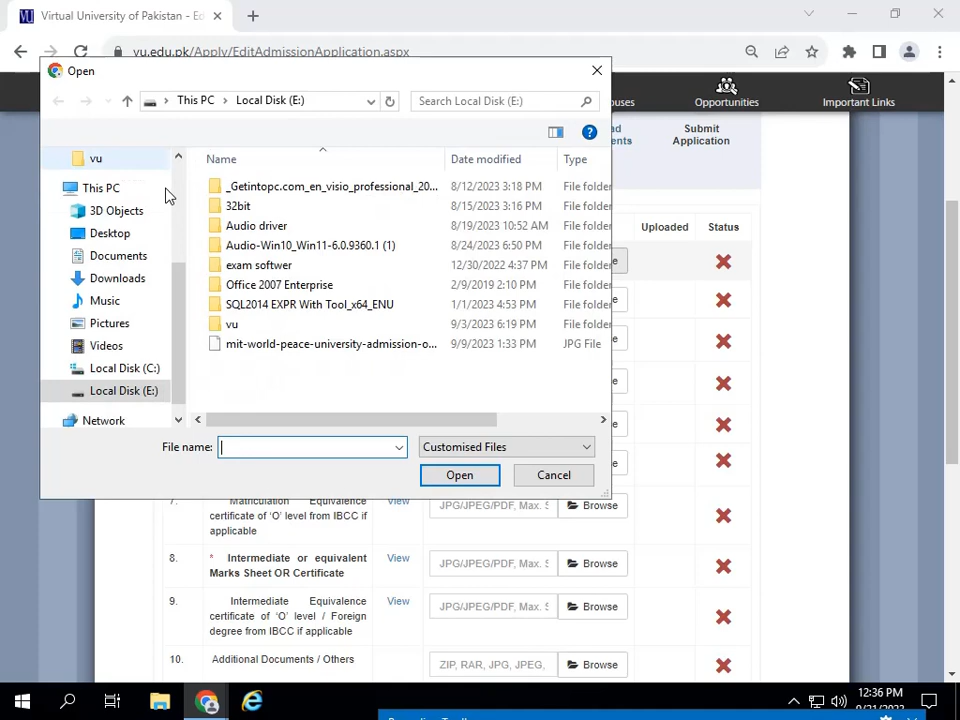 Virtual University of Pakistan - Ed
vu.edu.pk/Apply/EditAdmissionApplication.aspx
Opportunities
Important Links
Open
This PC
Local Disk (E:)
Search Local Disk (E:)
Submit
Application
vu
This PC
3D Objects
Desktop
Documents
Downloads
Music
Pictures
Videos
Local Disk (C:)
Local Disk (E:)
Network
Name
Date modified
Type
_Getintopc.com_en_visio_professional_20... 8/12/2023 3:18 PM File folder
32bit 8/15/2023 3:16 PM File folder
Audio driver 8/19/2023 10:52 AM File folder
Audio-Win10_Win11-6.0.9360.1 (1) 8/24/2023 6:50 PM File folder
exam softwer 12/30/2022 4:37 PM File folder
Office 2007 Enterprise 2/9/2019 2:10 PM File folder
SQL2014 EXPR With Tool_x64_ENU 1/1/2023 4:53 PM File folder
vu 9/3/2023 6:19 PM File folder
mit-world-peace-university-admission-o... 9/9/2023 1:33 PM JPG File
File name:
Customised Files
Open
Cancel
Uploaded
Status
7. Matriculation Equivalence View JPG/JPEG/PDF, Max. S Browse
certificate of 'O' level from IBCC if
applicable
8. * Intermediate or equivalent View JPG/JPEG/PDF, Max. S Browse
Marks Sheet OR Certificate
9. Intermediate Equivalence View JPG/JPEG/PDF, Max. S Browse
certificate of 'O' level / Foreign
degree from IBCC if applicable
10. Additional Documents / Others ZIP, RAR, JPG, JPEG, Browse
12:36 PM
9/21/2023